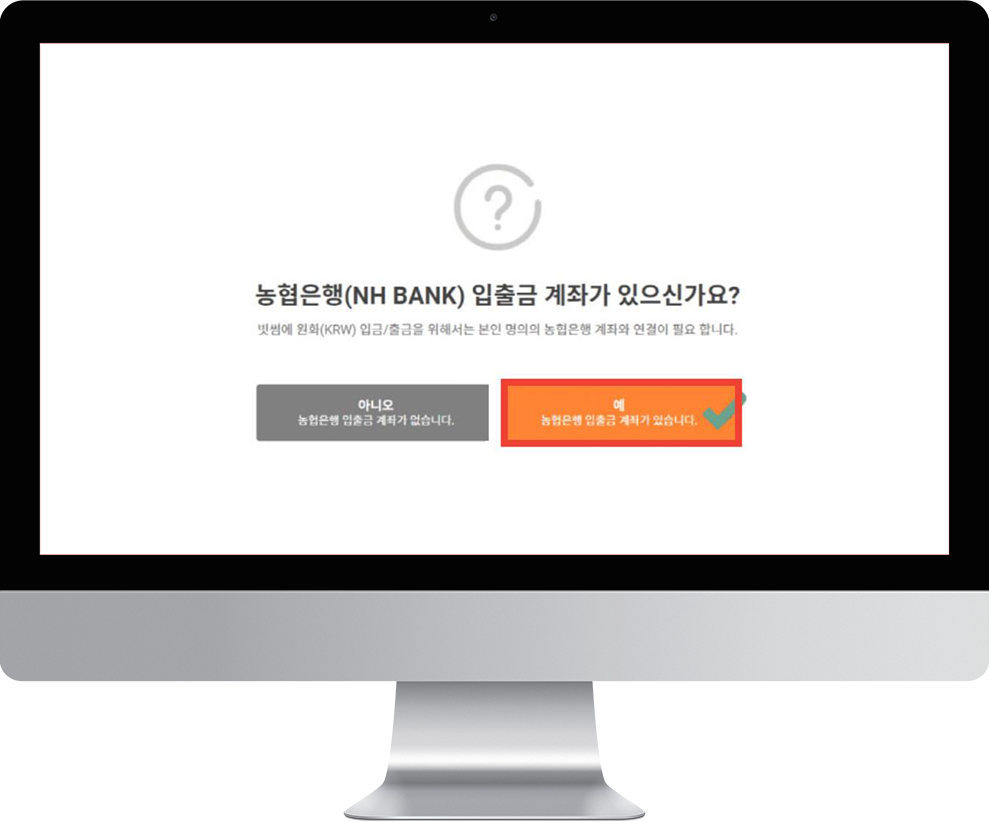 농협은행(NH BANK) 입출금 계좌가 있으신가요?
빗썸에 원화(KRW) 입금/출금을 위해서는 본인 명의의 농협은행 계좌와 연결이 필요 합니다.
아니오
농협은행 입출금 계좌가 없습니다.
예
농협은행 입출금 계좌가 있습니다.